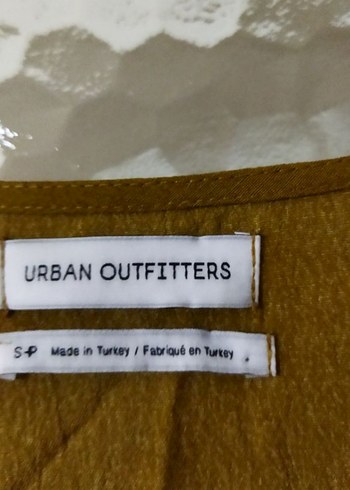 URBAN OUTFITTERS
S-P Made in Turkey / Fabriqué en Turkey